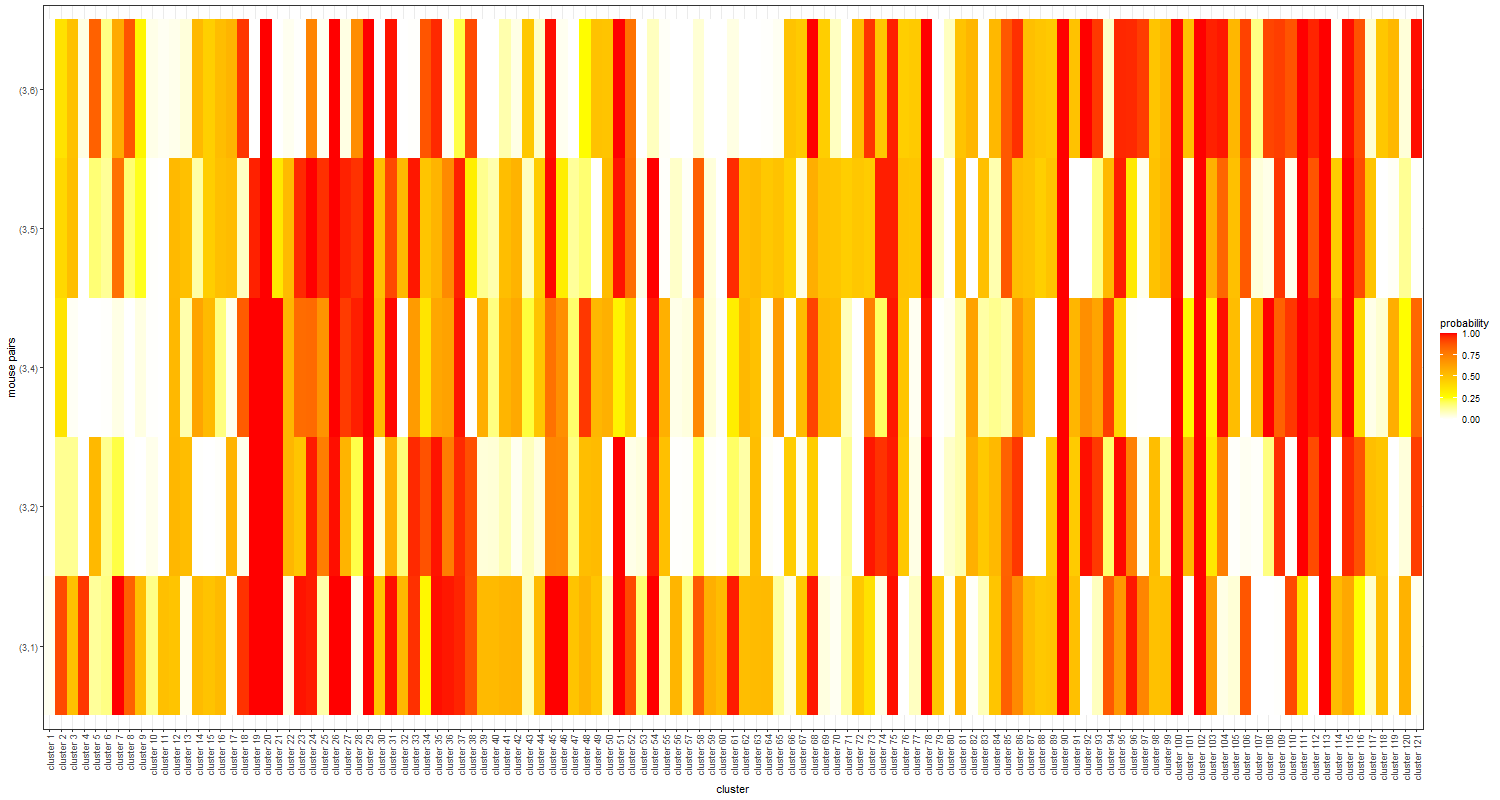 (3,6)
(3,5)
(3,4)
(3,2)
(3,1)
mouse pairs
cluster 1
cluster 2
cluster 3
cluster 4
cluster 5
cluster 6
cluster 7
cluster 8
cluster 9
cluster 10
cluster 11
cluster 12
cluster 13
cluster 14
cluster 15
cluster 16
cluster 17
cluster 18
cluster 19
cluster 20
cluster 21
cluster 22
cluster 23
cluster 24
cluster 25
cluster 26
cluster 27
cluster 28
cluster 29
cluster 30
cluster 31
cluster 32
cluster 33
cluster 34
cluster 35
cluster 36
cluster 37
cluster 38
cluster 39
cluster 40
cluster 41
cluster 42
cluster 43
cluster 44
cluster 45
cluster 46
cluster 47
cluster 48
cluster 49
cluster 50
cluster 51
cluster 52
cluster 53
cluster 54
cluster 55
cluster 56
cluster 57
cluster 58
cluster 59
cluster 60
cluster 61
cluster 62
cluster 63
cluster 64
cluster 65
cluster 66
cluster 67
cluster 68
cluster 69
cluster 70
cluster 71
cluster 72
cluster 73
cluster 74
cluster 75
cluster 76
cluster 77
cluster 78
cluster 79
cluster 80
cluster 81
cluster 82
cluster 83
cluster 84
cluster 85
cluster 86
cluster 87
cluster 88
cluster 89
cluster 90
cluster 91
cluster 92
cluster 93
cluster 94
cluster 95
cluster 96
cluster 97
cluster 98
cluster 99
cluster 100
cluster 101
cluster 102
cluster 103
cluster 104
cluster 105
cluster 106
cluster 107
cluster 108
cluster 109
cluster 110
cluster 111
cluster 112
cluster 113
cluster 114
cluster 115
cluster 116
cluster 117
cluster 118
cluster 119
cluster 120
cluster 121
cluster
probability
1.00
0.75
0.50
0.25
0.00